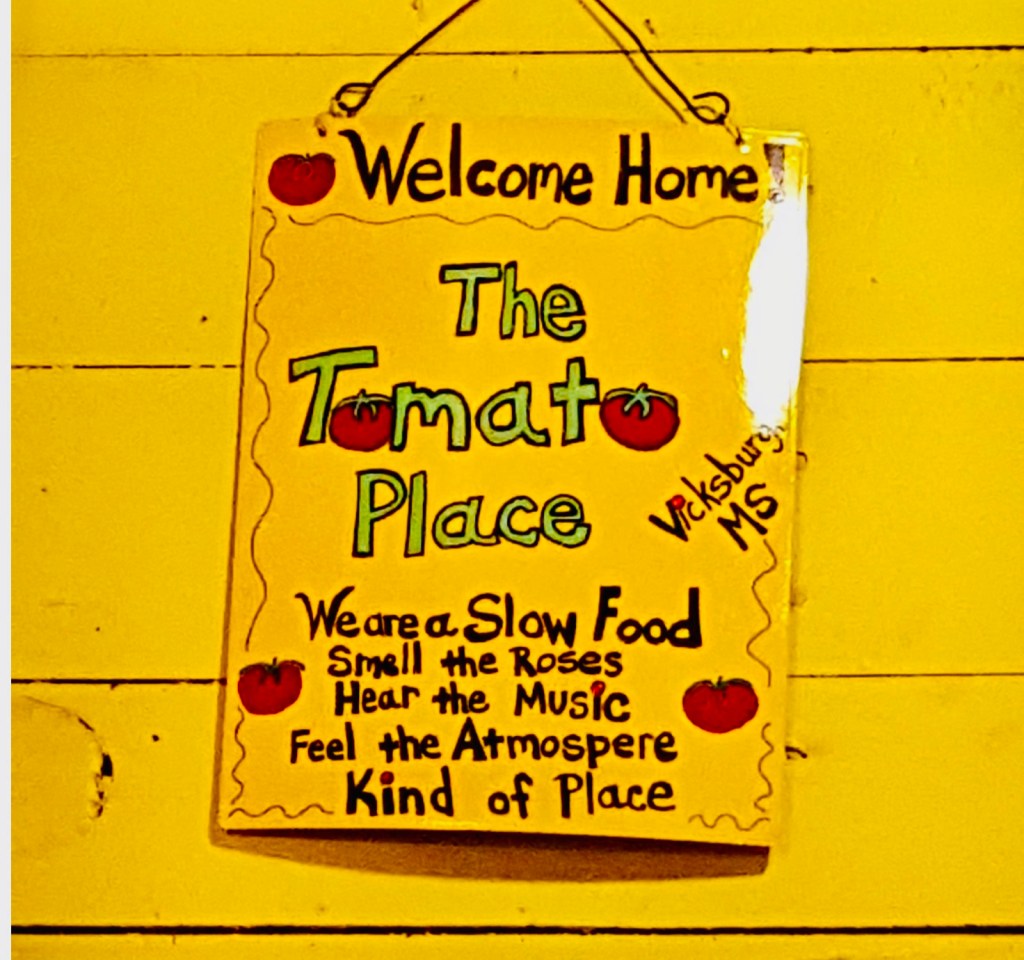 Welcome Home
The
Tomato
Place
Vicksburg
MS
We are a Slow Food
Smell the Roses
Hear the Music
Feel the Atmospere
Kind of Place